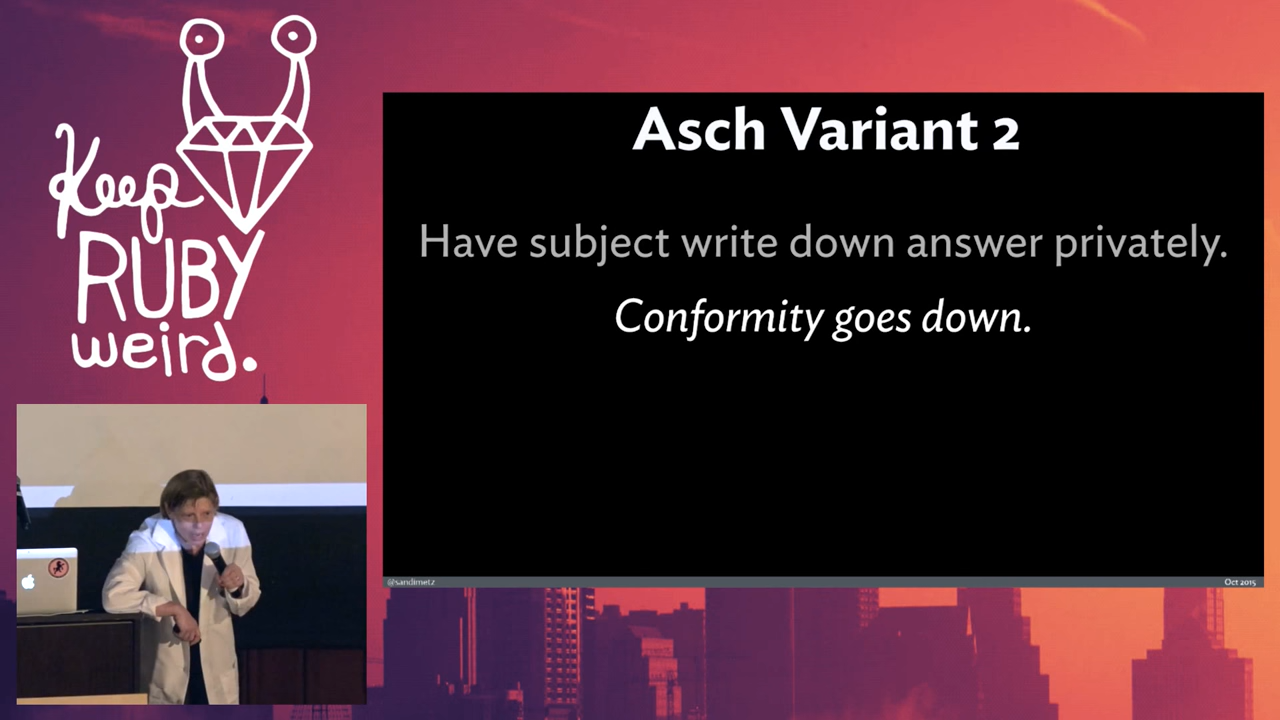 Keep
RUBY
weird.
Asch Variant 2
Have subject write down answer privately.
Conformity goes down.
@sandimetz
Oct 2015